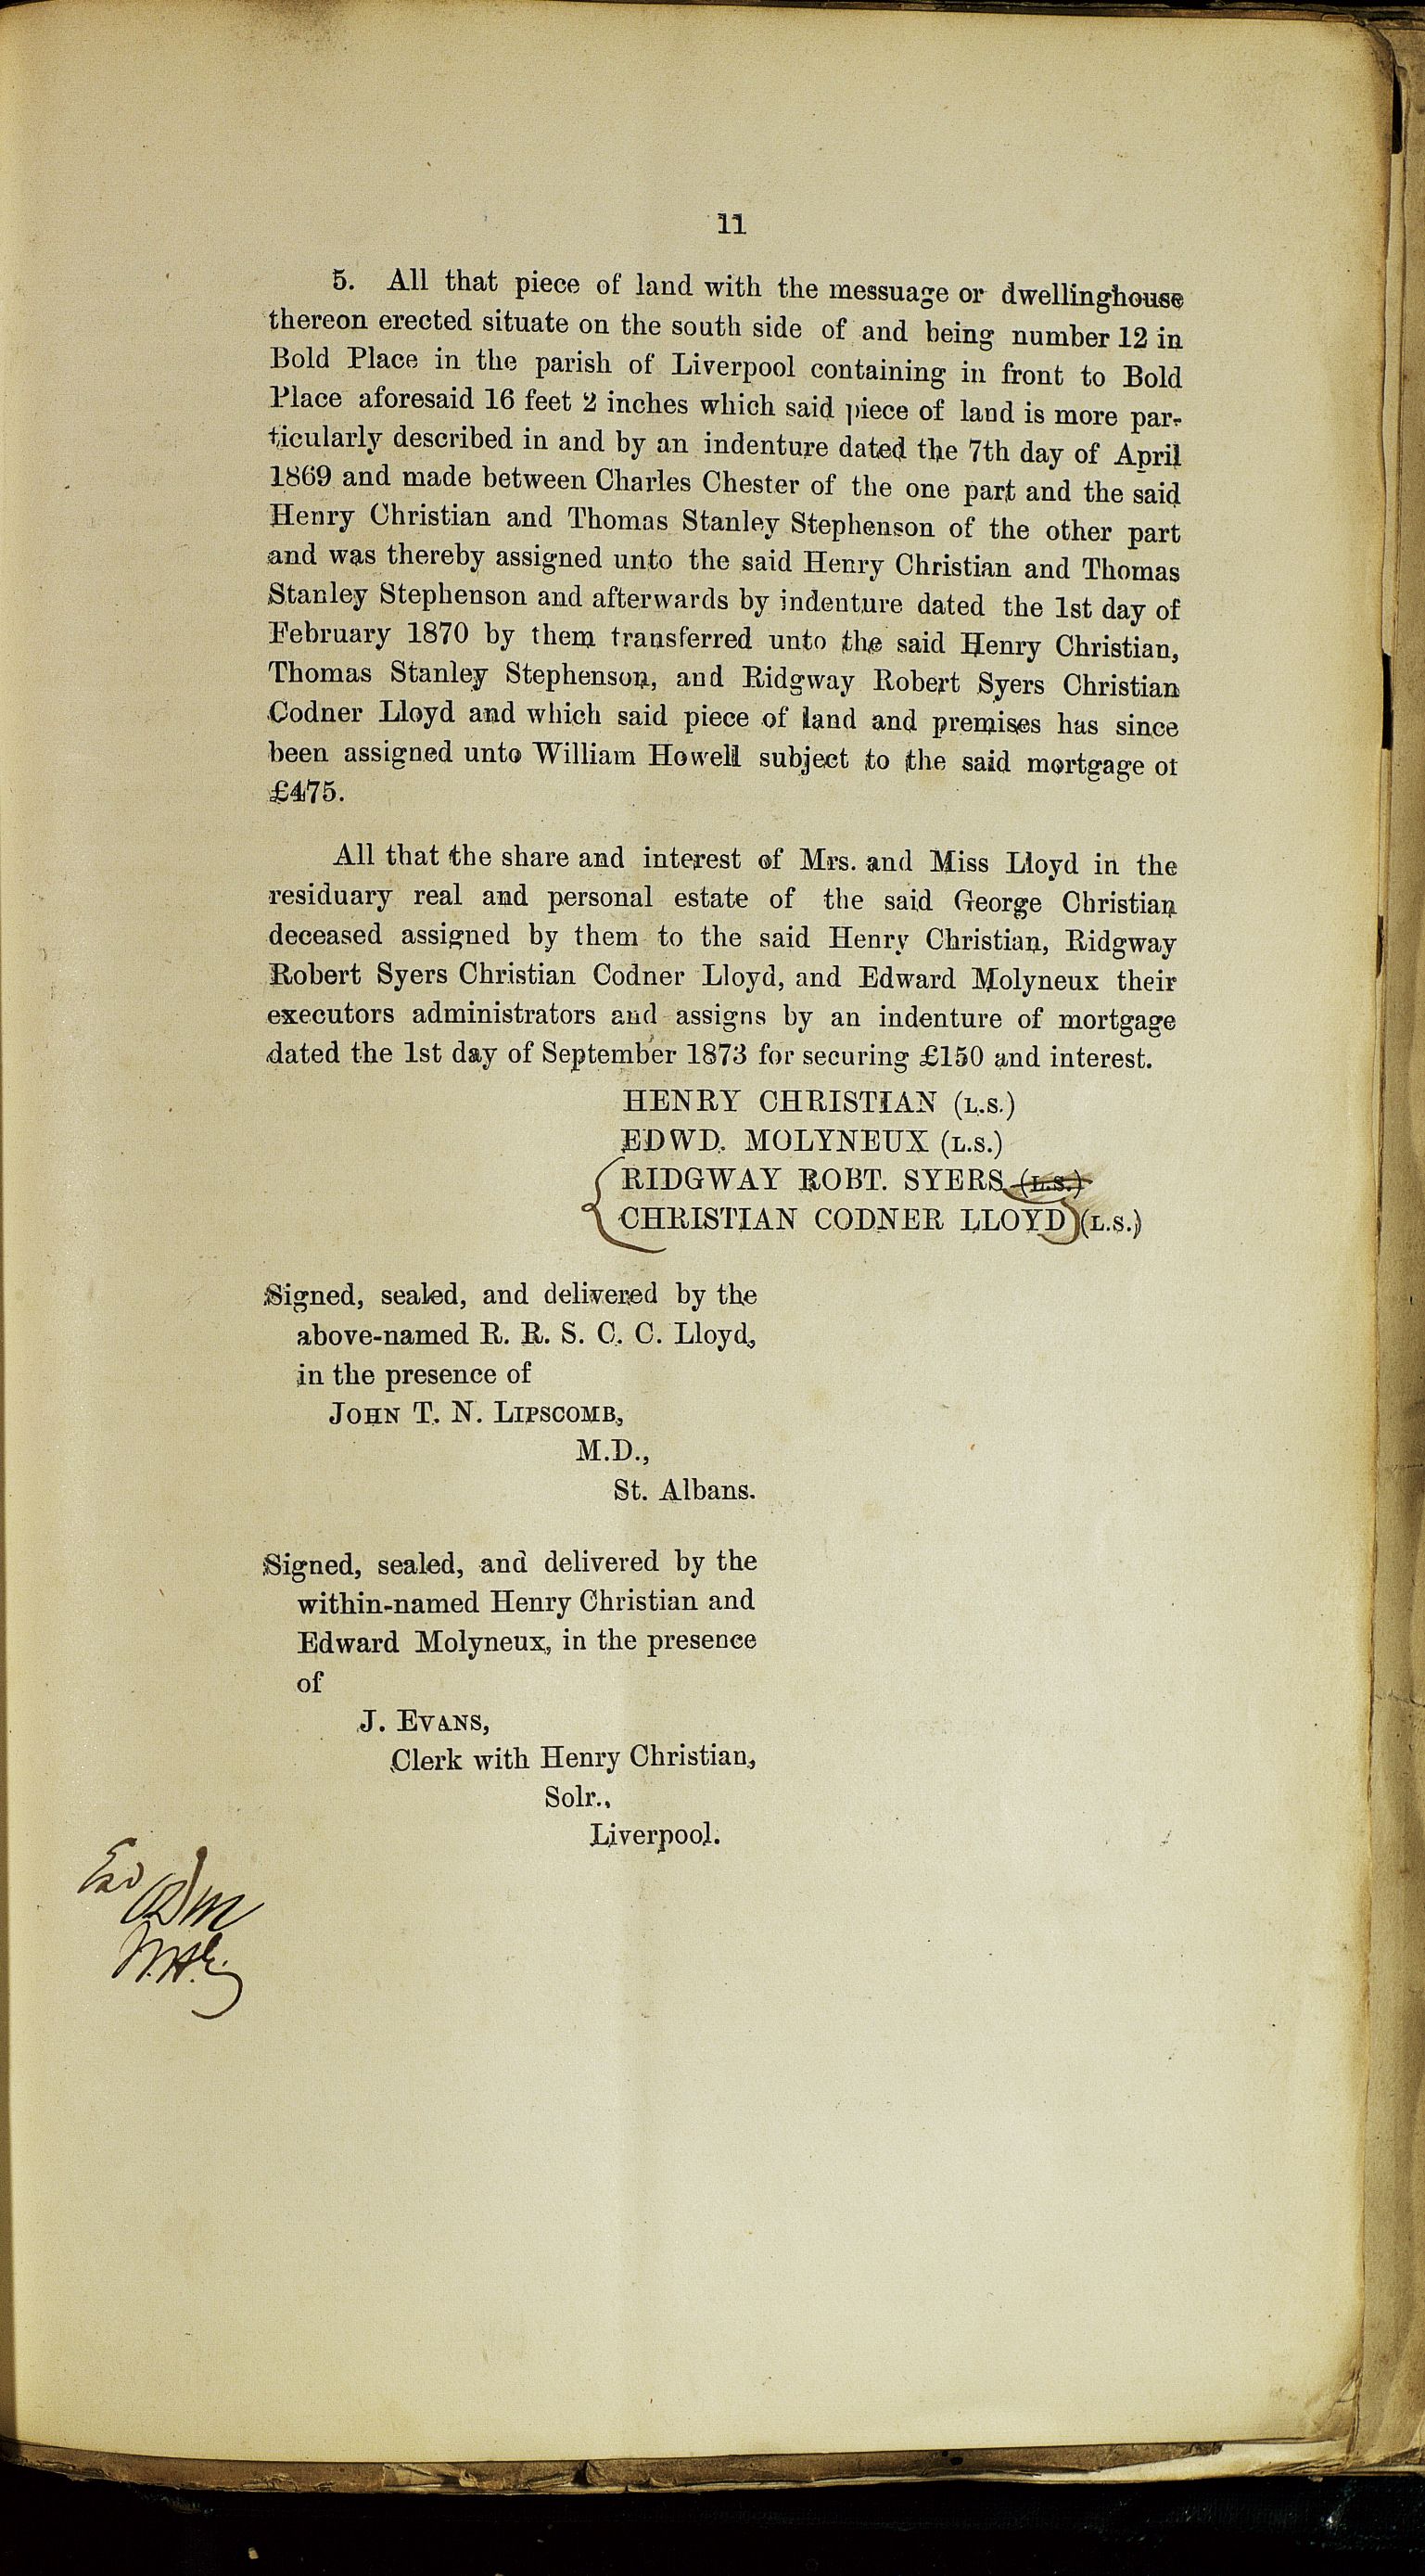 11
5. All that piece of land with the messuage or dwellinghouse
thereon erected situate on the south side of and being number 12 in
Bold Place in the parish of Liverpool containing in front to Bold
Place aforesaid 16 feet 2 inches which said piece of land is more par-
ticularly described in and by an indenture dated the 7th day of April
1869 and made between Charles Chester of the one part and the said
Henry Christian and Thomas Stanley Stephenson of the other part
and was thereby assigned unto the said Henry Christian and Thomas
Stanley Stephenson and afterwards by indenture dated the 1st day of
February 1870 by them transferred unto the said Henry Christian,
Thomas Stanley Stephenson, and Ridgway Robert Syers Christian
Codner Lloyd and which said piece of land and premises has since
been assigned unto William Howell subject to the said mortgage of
£475.
All that the share and interest of Mrs. and Miss Lloyd in the
residuary real and personal estate of the said George Christian
deceased assigned by them to the said Henry Christian, Ridgway
Robert Syers Christian Codner Lloyd, and Edward Molyneux their
executors administrators and assigns by an indenture of mortgage
dated the 1st day of September 1873 for securing £150 and interest.
HENRY CHRISTIAN (L.S.)
EDWD. MOLYNEUX (L.S.)
RIDGWAY ROBT. SYERS (L.S.)
CHRISTIAN CODNER LLOYD (L.S.)
Signed, sealed, and delivered by the
above-named R. R. S. C. C. Lloyd,
in the presence of
JOHN T. N. LIPSCOMB,
M.D.,
St. Albans.
Signed, sealed, and delivered by the
within-named Henry Christian and
Edward Molyneux, in the presence
of
J. EVANS,
Clerk with Henry Christian,
Solr.,
Liverpool.